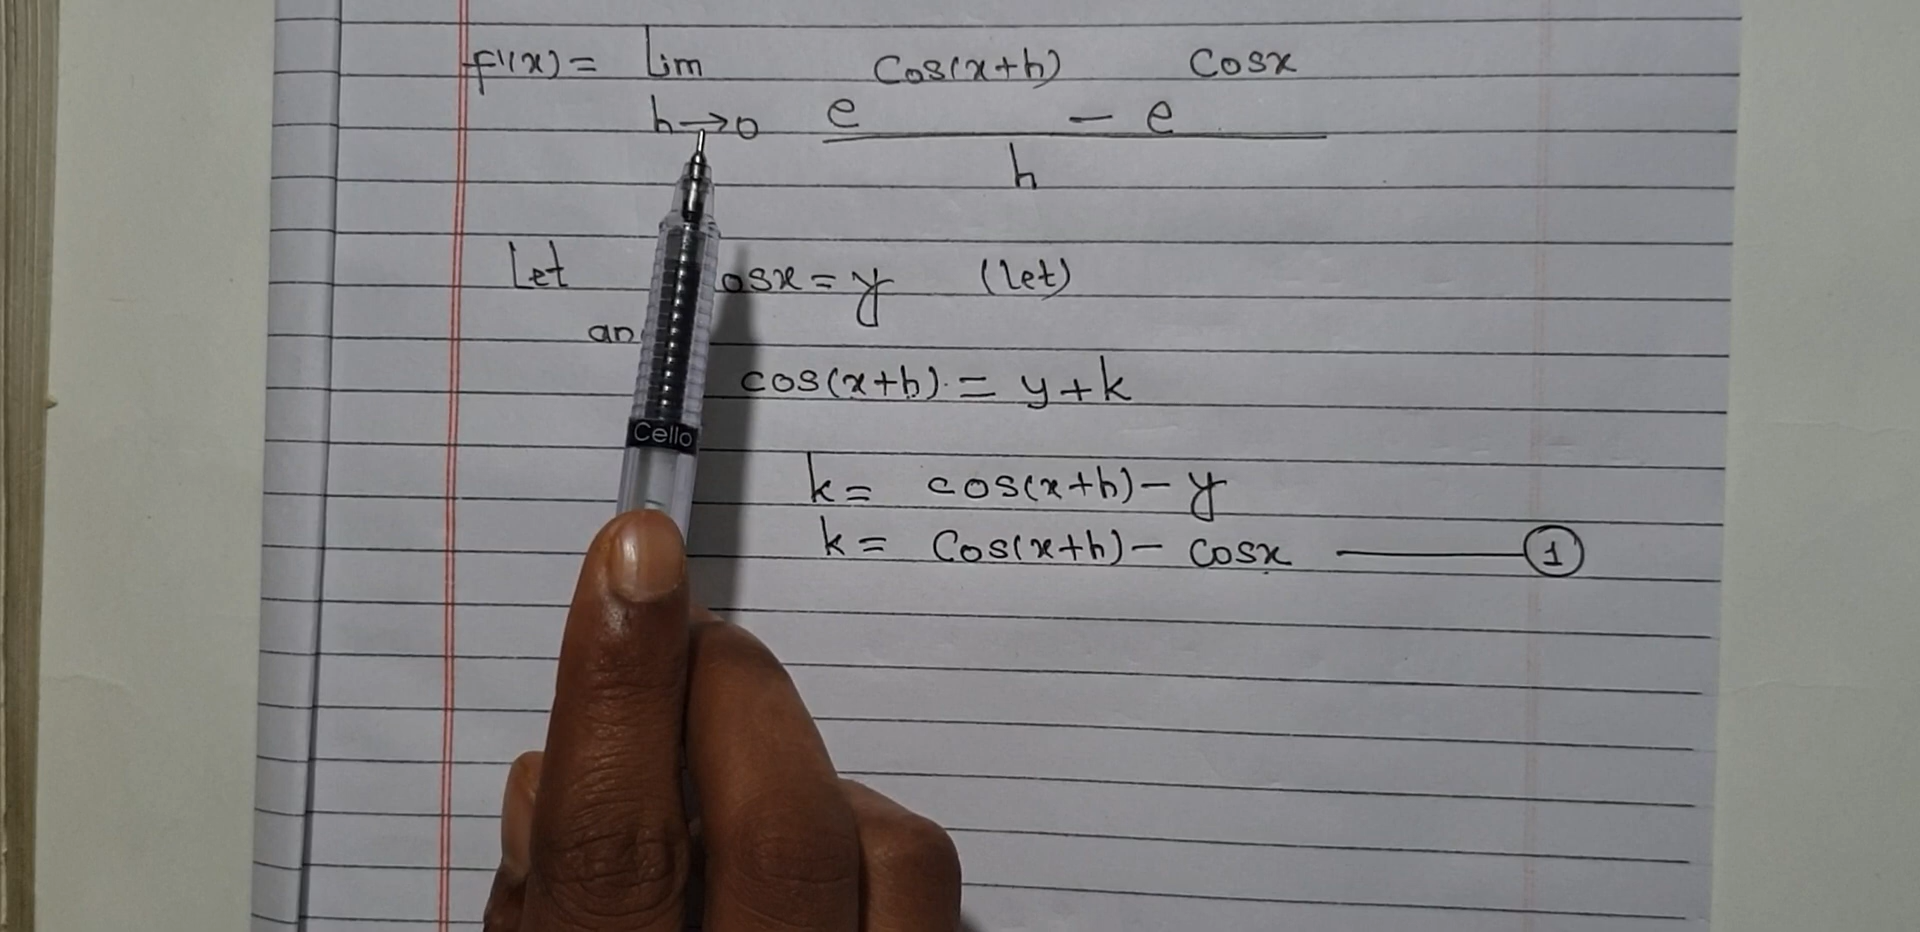 f'(x) = Lim Cos(x+h) Cosx
h→0 e - e
h
Let osx = y (let)
an
cos(x+h) = y+k
Cello
k = cos(x+h) - y
k = Cos(x+h) - cosx 1